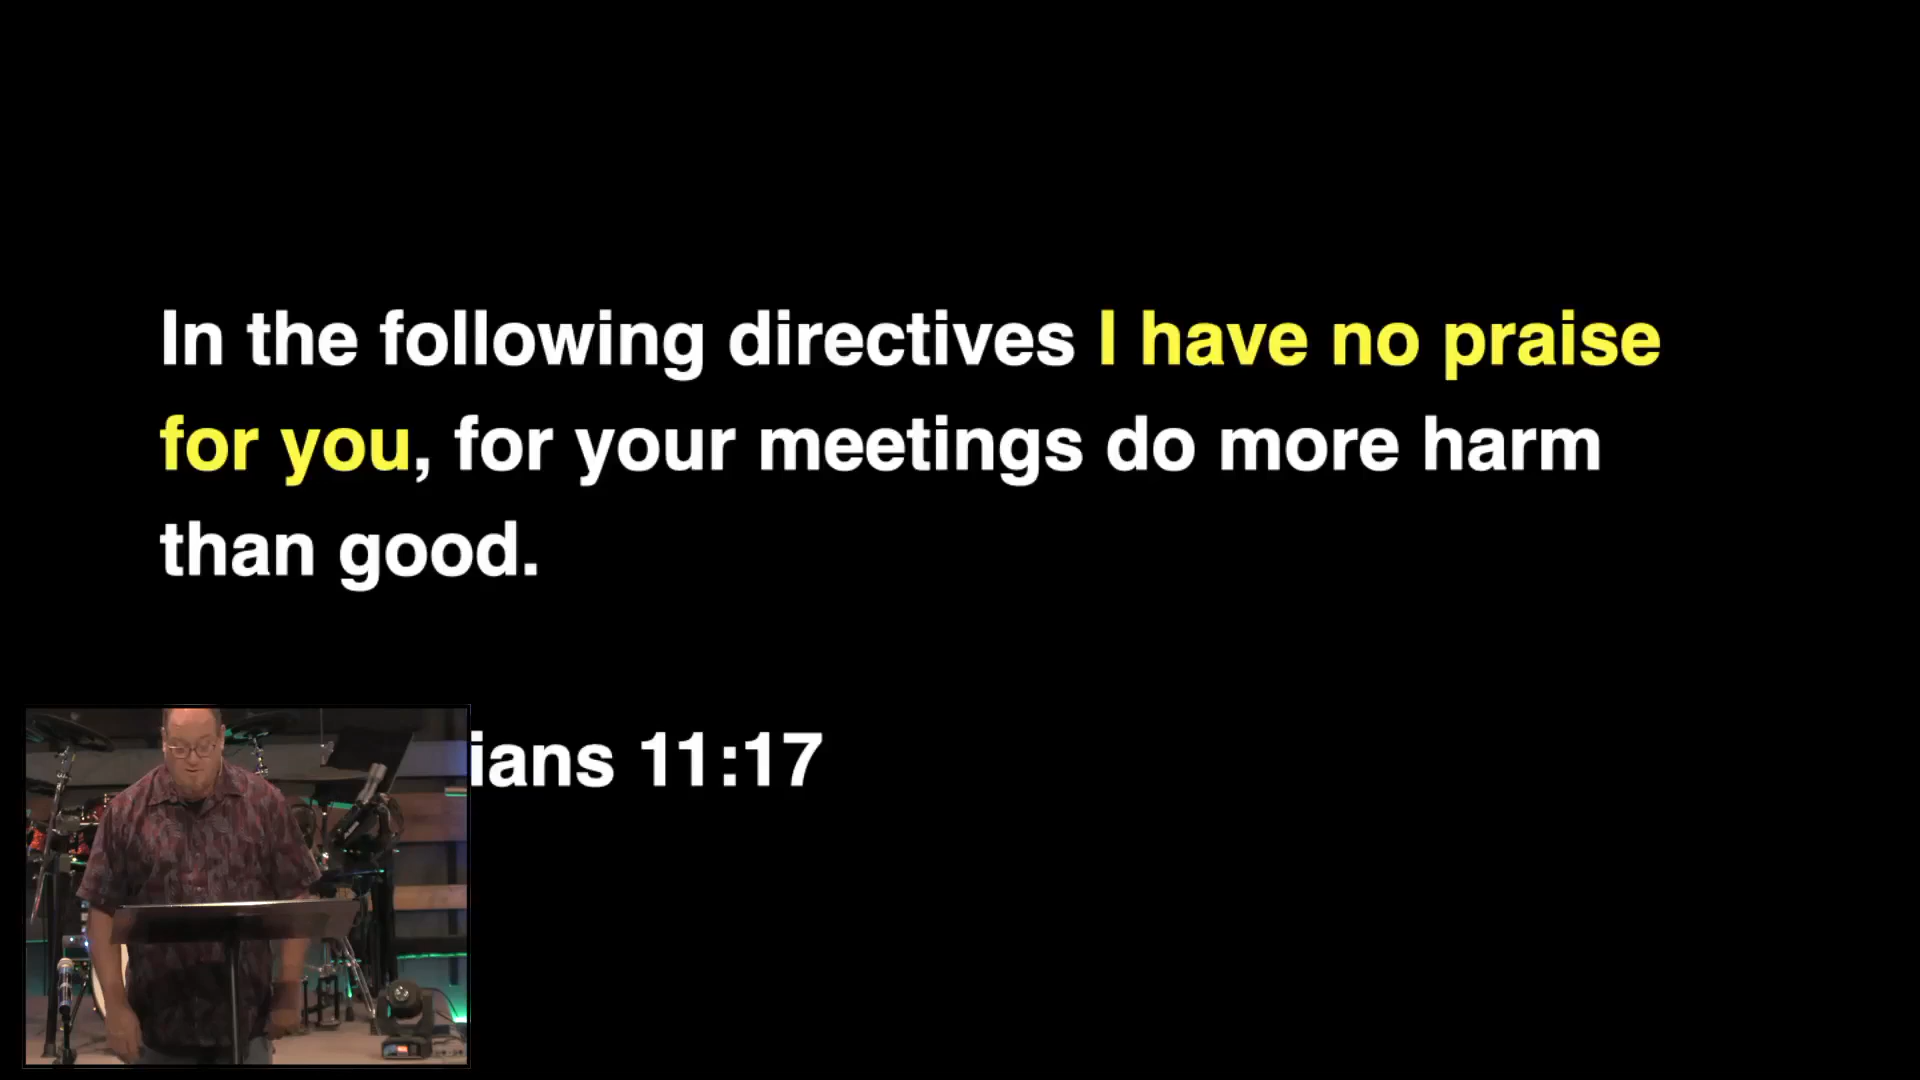 In the following directives I have no praise
for you, for your meetings do more harm
than good.
ians 11:17